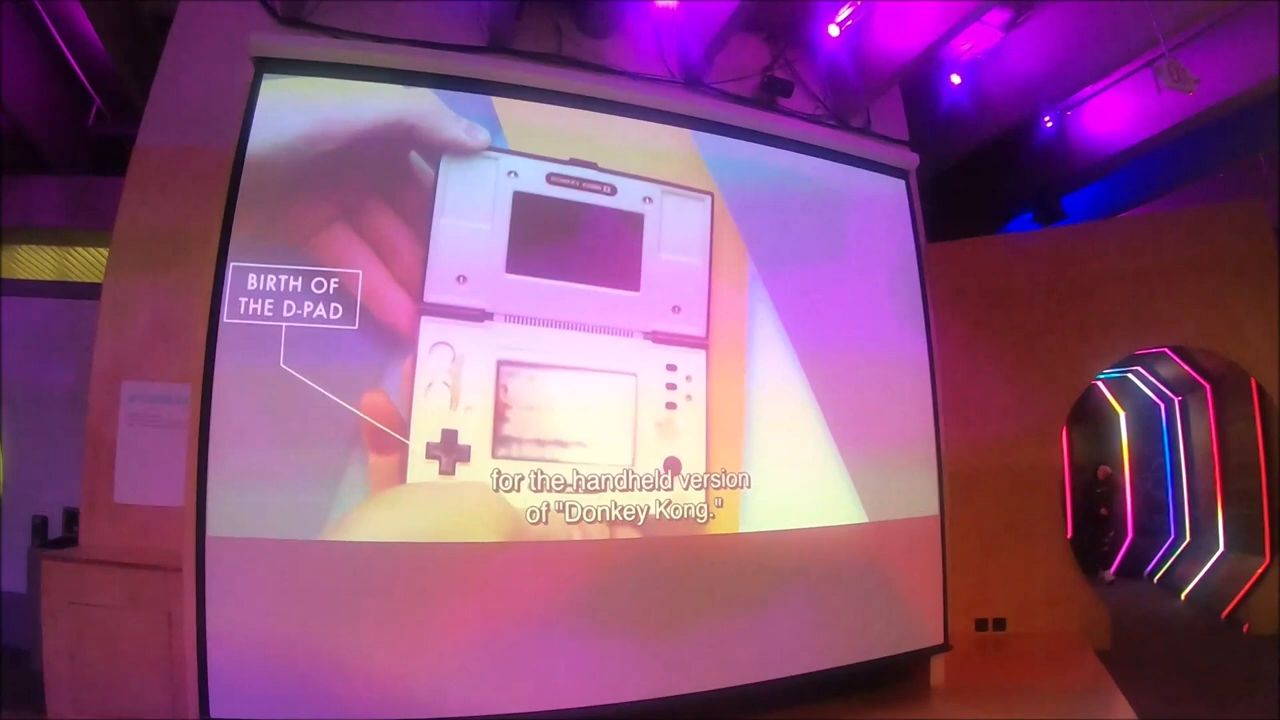 BIRTH OF
THE D-PAD
for the handheld version
of "Donkey Kong."